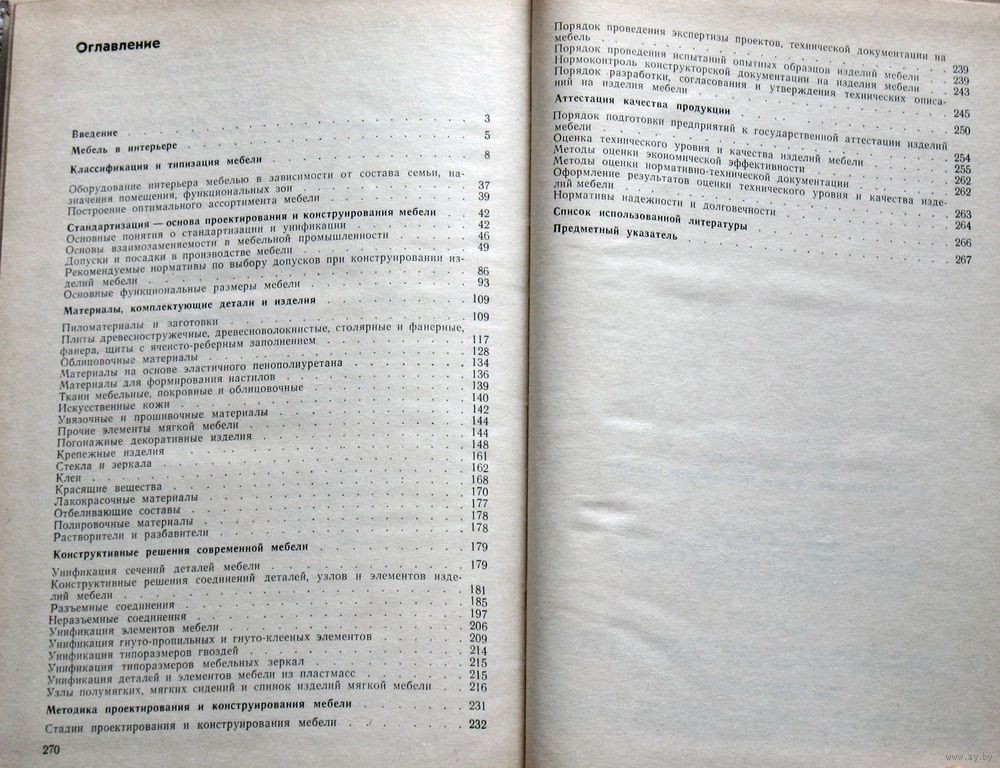 Оглавление
Введение . . . 3
Мебель в интерьере . . . 5
Классификация и типизация мебели . . . 8
Оборудование интерьера мебелью в зависимости от состава семьи, на-
значения помещения, функциональных зон . . . 37
Построение оптимального ассортимента мебели . . . 39
Стандартизация — основа проектирования и конструирования мебели . . . 42
Основные понятия о стандартизации и унификации . . . 42
Основы взаимозаменяемости в мебельной промышленности . . . 46
Допуски и посадки в производстве мебели . . . 49
Рекомендуемые нормативы по выбору допусков при конструировании из-
делий мебели . . . 86
Основные функциональные размеры мебели . . . 93
Материалы, комплектующие детали и изделия . . . 109
Пиломатериалы и заготовки . . . 109
Плиты древесностружечные, древесноволокнистые, столярные и фанерные,
фанера, щиты с ячеисто-реберным заполнением . . . 117
Облицовочные материалы . . . 128
Материалы на основе эластичного пенополиуретана . . . 134
Материалы для формирования настилов . . . 136
Ткани мебельные, покровные и облицовочные . . . 139
Искусственные кожи . . . 140
Увязочные и прошивочные материалы . . . 142
Прочие элементы мягкой мебели . . . 144
Погонажные декоративные изделия . . . 144
Крепежные изделия . . . 148
Стекла и зеркала . . . 161
Клеи . . . 162
Красящие вещества . . . 168
Лакокрасочные материалы . . . 170
Отбеливающие составы . . . 177
Полировочные материалы . . . 178
Растворители и разбавители . . . 178
Конструктивные решения современной мебели . . . 179
Унификация сечений деталей мебели . . . 179
Конструктивные решения соединений деталей, узлов и элементов изде-
лий мебели . . . 181
Разъемные соединения . . . 185
Неразъемные соединения . . . 197
Унификация элементов мебели . . . 206
Унификация гнуто-пропильных и гнуто-клееных элементов . . . 209
Унификация типоразмеров гвоздей . . . 214
Унификация типоразмеров мебельных зеркал . . . 215
Унификация деталей и элементов мебели из пластмасс . . . 215
Узлы полумягких, мягких сидений и спинок изделий мягкой мебели . . . 216
Методика проектирования и конструирования мебели . . . 231
Стадии проектирования и конструирования мебели . . . 232
270
Порядок проведения экспертизы проектов, технической документации на
мебель . . . 239
Порядок проведения испытаний опытных образцов изделий мебели . . . 239
Нормоконтроль конструкторской документации на изделия мебели . . . 243
Порядок разработки, согласования и утверждения технических описа-
ний на изделия мебели . . . 245
Аттестация качества продукции . . . 250
Порядок подготовки предприятий к государственной аттестации изделий
мебели . . . 254
Оценка технического уровня и качества изделий мебели . . . 255
Методы оценки экономической эффективности . . . 262
Методы оценки нормативно-технической документации . . . 262
Оформление результатов оценки технического уровня и качества изде-
лий мебели . . . 263
Нормативы надежности и долговечности . . . 264
Список использованной литературы . . . 266
Предметный указатель . . . 267
www.ay.by